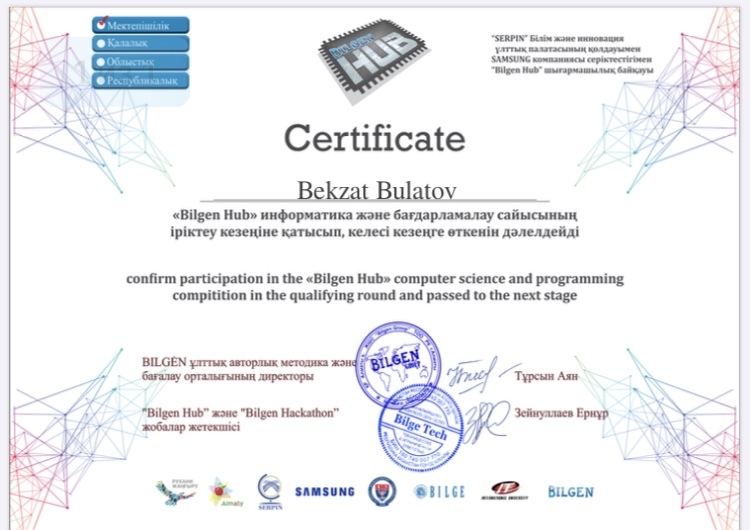 Мектепішілік
Қалалық
Облыстық
Республикалық
BILGEN
HUB
"SERPIN" Білім және инновация
ұлттық палатасының қолдауымен
SAMSUNG компаниясы серіктестігімен
"Bilgen Hub" шығармашылық байқауы
Certificate
Bekzat Bulatov
«Bilgen Hub» информатика және бағдарламалау сайысының
іріктеу кезеңіне қатысып, келесі кезеңге өткенін дәлелдейді
confirm participation in the «Bilgen Hub» computer science and programming
compitition in the qualifying round and passed to the next stage
BILGEN ұлттық авторлық методика және
бағалау орталығының директоры
Тұрсын Аян
BILGEN
"Bilgen Hub" және "Bilgen Hackathon"
жобалар жетекшісі
Зейнуллаев Ернұр
Bilge Tech
РУХАНИ
ЖАҢҒЫРУ
Almaty
SERPIN
SAMSUNG
BILGE
INTERNATIONAL UNIVERSITY
BILGEN